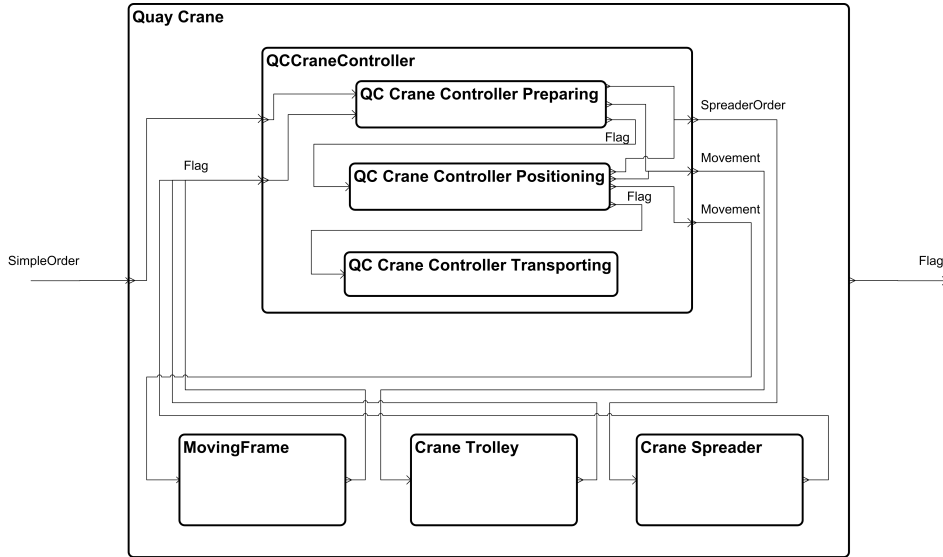 Quay Crane
QCCraneController
QC Crane Controller Preparing
SpreaderOrder
Flag
Movement
Flag
QC Crane Controller Positioning
Flag
Movement
SimpleOrder
QC Crane Controller Transporting
Flag
MovingFrame
Crane Trolley
Crane Spreader